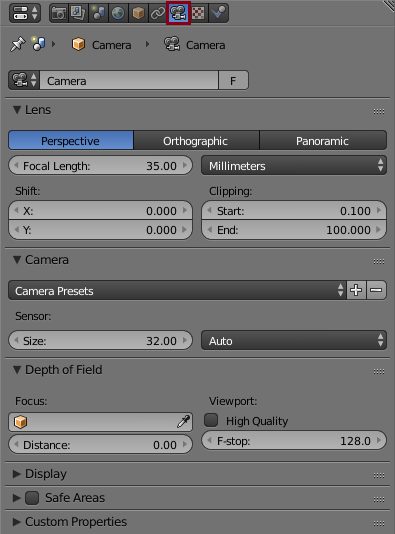 Camera Camera
Camera F
Lens
Perspective Orthographic Panoramic
Focal Length: 35.00 Millimeters
Shift: Clipping:
X: 0.000 Start: 0.100
Y: 0.000 End: 100.000
Camera
Camera Presets
Sensor:
Size: 32.00 Auto
Depth of Field
Focus: Viewport:
High Quality
Distance: 0.00 F-stop: 128.0
Display
Safe Areas
Custom Properties